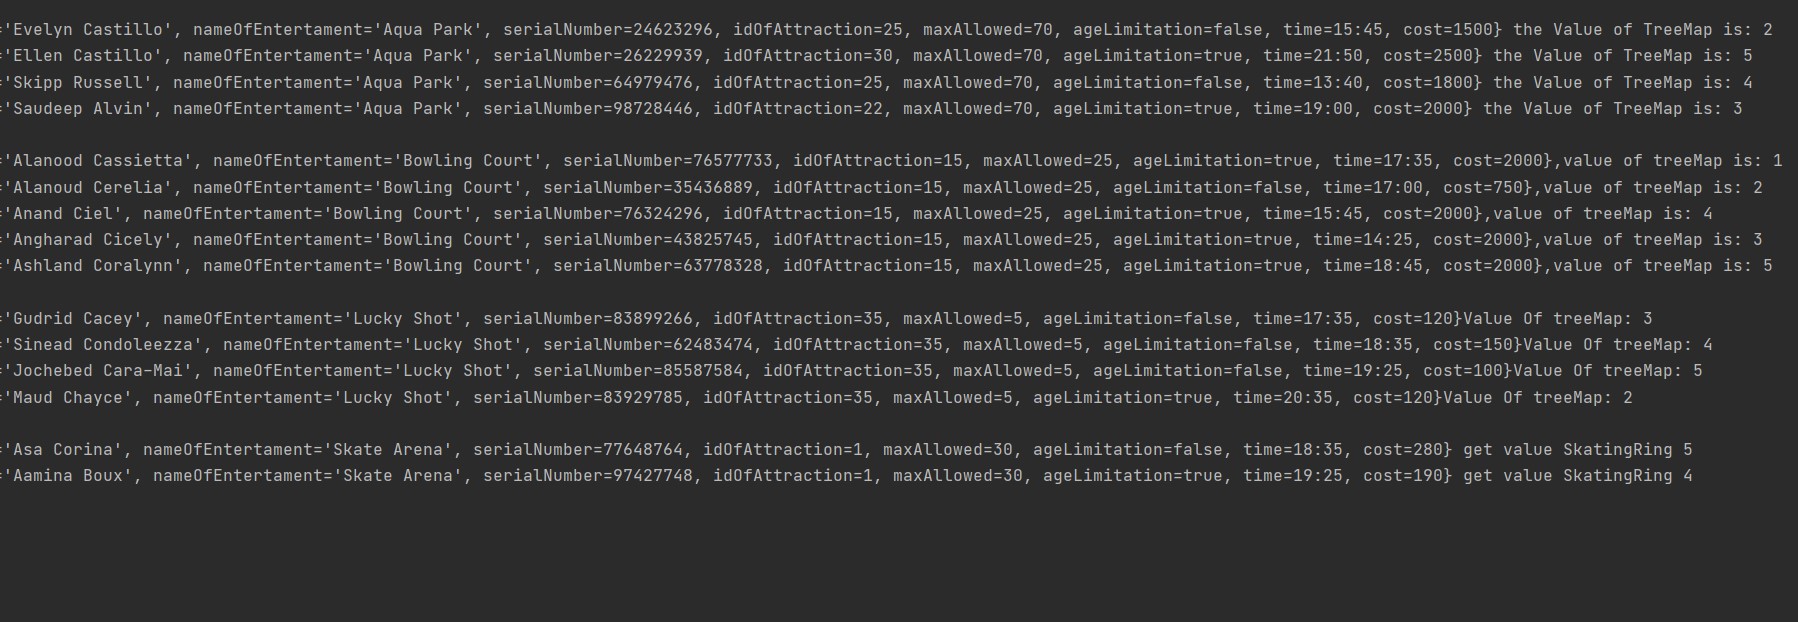 ='Evelyn Castillo', nameOfEntertament='Aqua Park', serialNumber=24623296, idOfAttraction=25, maxAllowed=70, ageLimitation=false, time=15:45, cost=1500} the Value of TreeMap is: 2
='Ellen Castillo', nameOfEntertament='Aqua Park', serialNumber=26229939, idOfAttraction=30, maxAllowed=70, ageLimitation=true, time=21:50, cost=2500} the Value of TreeMap is: 5
='Skipp Russell', nameOfEntertament='Aqua Park', serialNumber=64979476, idOfAttraction=25, maxAllowed=70, ageLimitation=false, time=13:40, cost=1800} the Value of TreeMap is: 4
='Saudeep Alvin', nameOfEntertament='Aqua Park', serialNumber=98728446, idOfAttraction=22, maxAllowed=70, ageLimitation=true, time=19:00, cost=2000} the Value of TreeMap is: 3
='Alanood Cassietta', nameOfEntertament='Bowling Court', serialNumber=76577733, idOfAttraction=15, maxAllowed=25, ageLimitation=true, time=17:35, cost=2000},value of treeMap is: 1
='Alanoud Cerelia', nameOfEntertament='Bowling Court', serialNumber=35436889, idOfAttraction=15, maxAllowed=25, ageLimitation=false, time=17:00, cost=750},value of treeMap is: 2
='Anand Ciel', nameOfEntertament='Bowling Court', serialNumber=76324296, idOfAttraction=15, maxAllowed=25, ageLimitation=true, time=15:45, cost=2000},value of treeMap is: 4
='Angharad Cicely', nameOfEntertament='Bowling Court', serialNumber=43825745, idOfAttraction=15, maxAllowed=25, ageLimitation=true, time=14:25, cost=2000},value of treeMap is: 3
='Ashland Coralynn', nameOfEntertament='Bowling Court', serialNumber=63778328, idOfAttraction=15, maxAllowed=25, ageLimitation=true, time=18:45, cost=2000},value of treeMap is: 5
='Gudrid Cacey', nameOfEntertament='Lucky Shot', serialNumber=83899266, idOfAttraction=35, maxAllowed=5, ageLimitation=false, time=17:35, cost=120}Value Of treeMap: 3
='Sinead Condoleezza', nameOfEntertament='Lucky Shot', serialNumber=62483474, idOfAttraction=35, maxAllowed=5, ageLimitation=false, time=18:35, cost=150}Value Of treeMap: 4
='Jochebed Cara-Mai', nameOfEntertament='Lucky Shot', serialNumber=85587584, idOfAttraction=35, maxAllowed=5, ageLimitation=false, time=19:25, cost=100}Value Of treeMap: 5
='Maud Chayce', nameOfEntertament='Lucky Shot', serialNumber=83929785, idOfAttraction=35, maxAllowed=5, ageLimitation=true, time=20:35, cost=120}Value Of treeMap: 2
='Asa Corina', nameOfEntertament='Skate Arena', serialNumber=77648764, idOfAttraction=1, maxAllowed=30, ageLimitation=false, time=18:35, cost=280} get value SkatingRing 5
='Aamina Boux', nameOfEntertament='Skate Arena', serialNumber=97427748, idOfAttraction=1, maxAllowed=30, ageLimitation=true, time=19:25, cost=190} get value SkatingRing 4